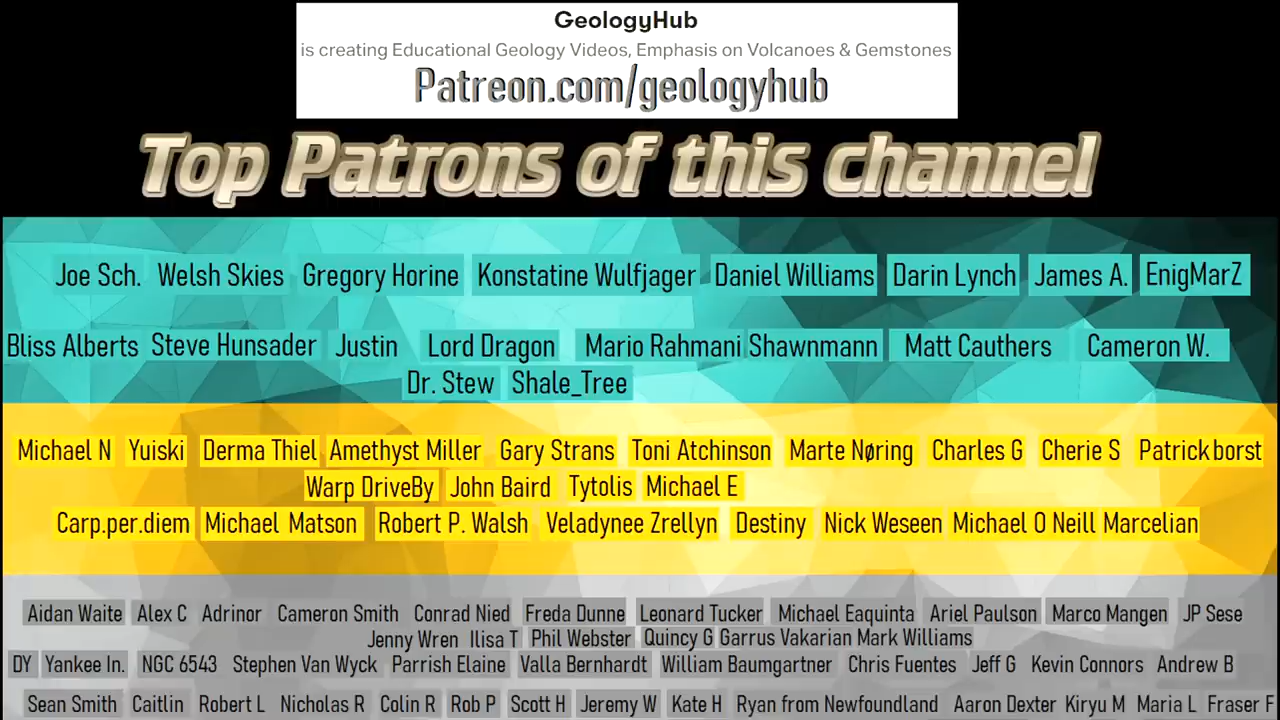 GeologyHub
is creating Educational Geology Videos, Emphasis on Volcanoes & Gemstones
Patreon.com/geologyhub
Top Patrons of this channel
Joe Sch. Welsh Skies Gregory Horine Konstatine Wulfjager Daniel Williams Darin Lynch James A. EnigMarZ
Bliss Alberts Steve Hunsader Justin Lord Dragon Mario Rahmani Shawnmann Matt Cauthers Cameron W.
Dr. Stew Shale_Tree
Michael N Yuiski Derma Thiel Amethyst Miller Gary Strans Toni Atchinson Marte Nøring Charles G Cherie S Patrick borst
Warp DriveBy John Baird Tytolis Michael E
Carp.per.diem Michael Matson Robert P. Walsh Veladynee Zrellyn Destiny Nick Weseen Michael O Neill Marcelian
Aidan Waite Alex C Adrinor Cameron Smith Conrad Nied Freda Dunne Leonard Tucker Michael Eaquinta Ariel Paulson Marco Mangen JP Sese
Jenny Wren Ilisa T Phil Webster Quincy G Garrus Vakarian Mark Williams
DY Yankee In. NGC 6543 Stephen Van Wyck Parrish Elaine Valla Bernhardt William Baumgartner Chris Fuentes Jeff G Kevin Connors Andrew B
Sean Smith Caitlin Robert L Nicholas R Colin R Rob P Scott H Jeremy W Kate H Ryan from Newfoundland Aaron Dexter Kiryu M Maria L Fraser F